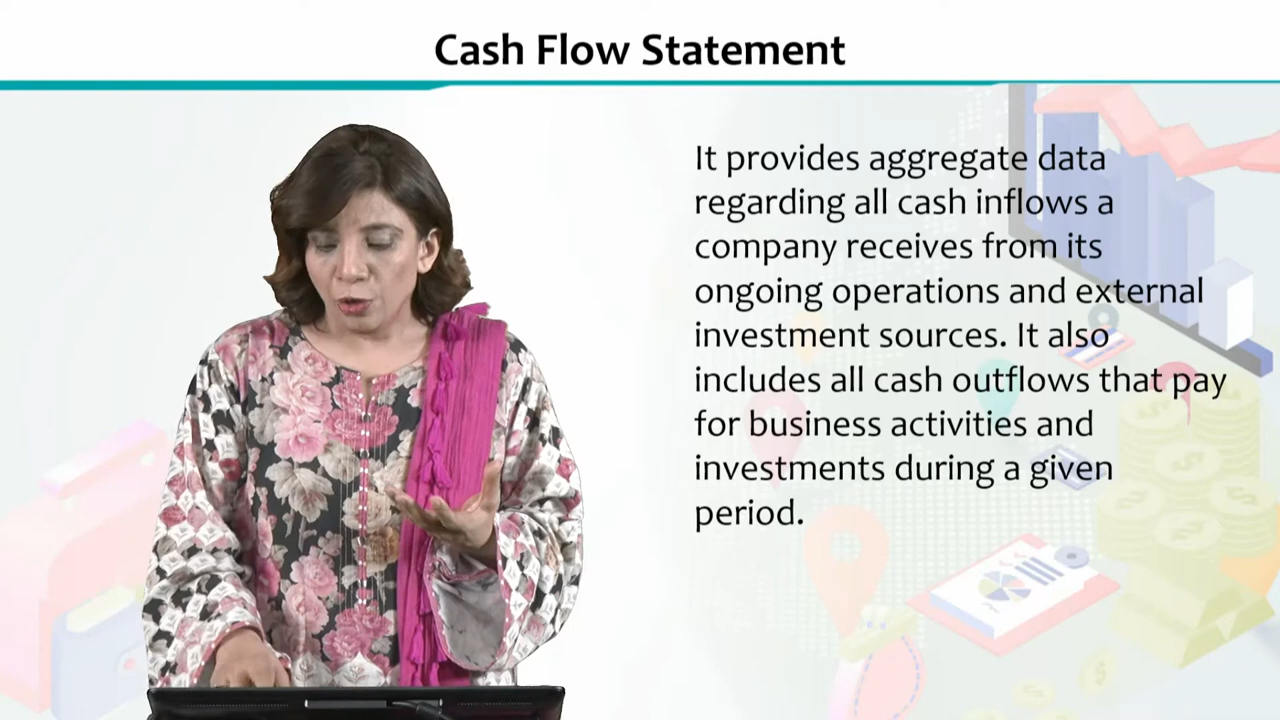 Cash Flow Statement
It provides aggregate data
regarding all cash inflows a
company receives from its
ongoing operations and external
investment sources. It also
includes all cash outflows that pay
for business activities and
investments during a given
period.